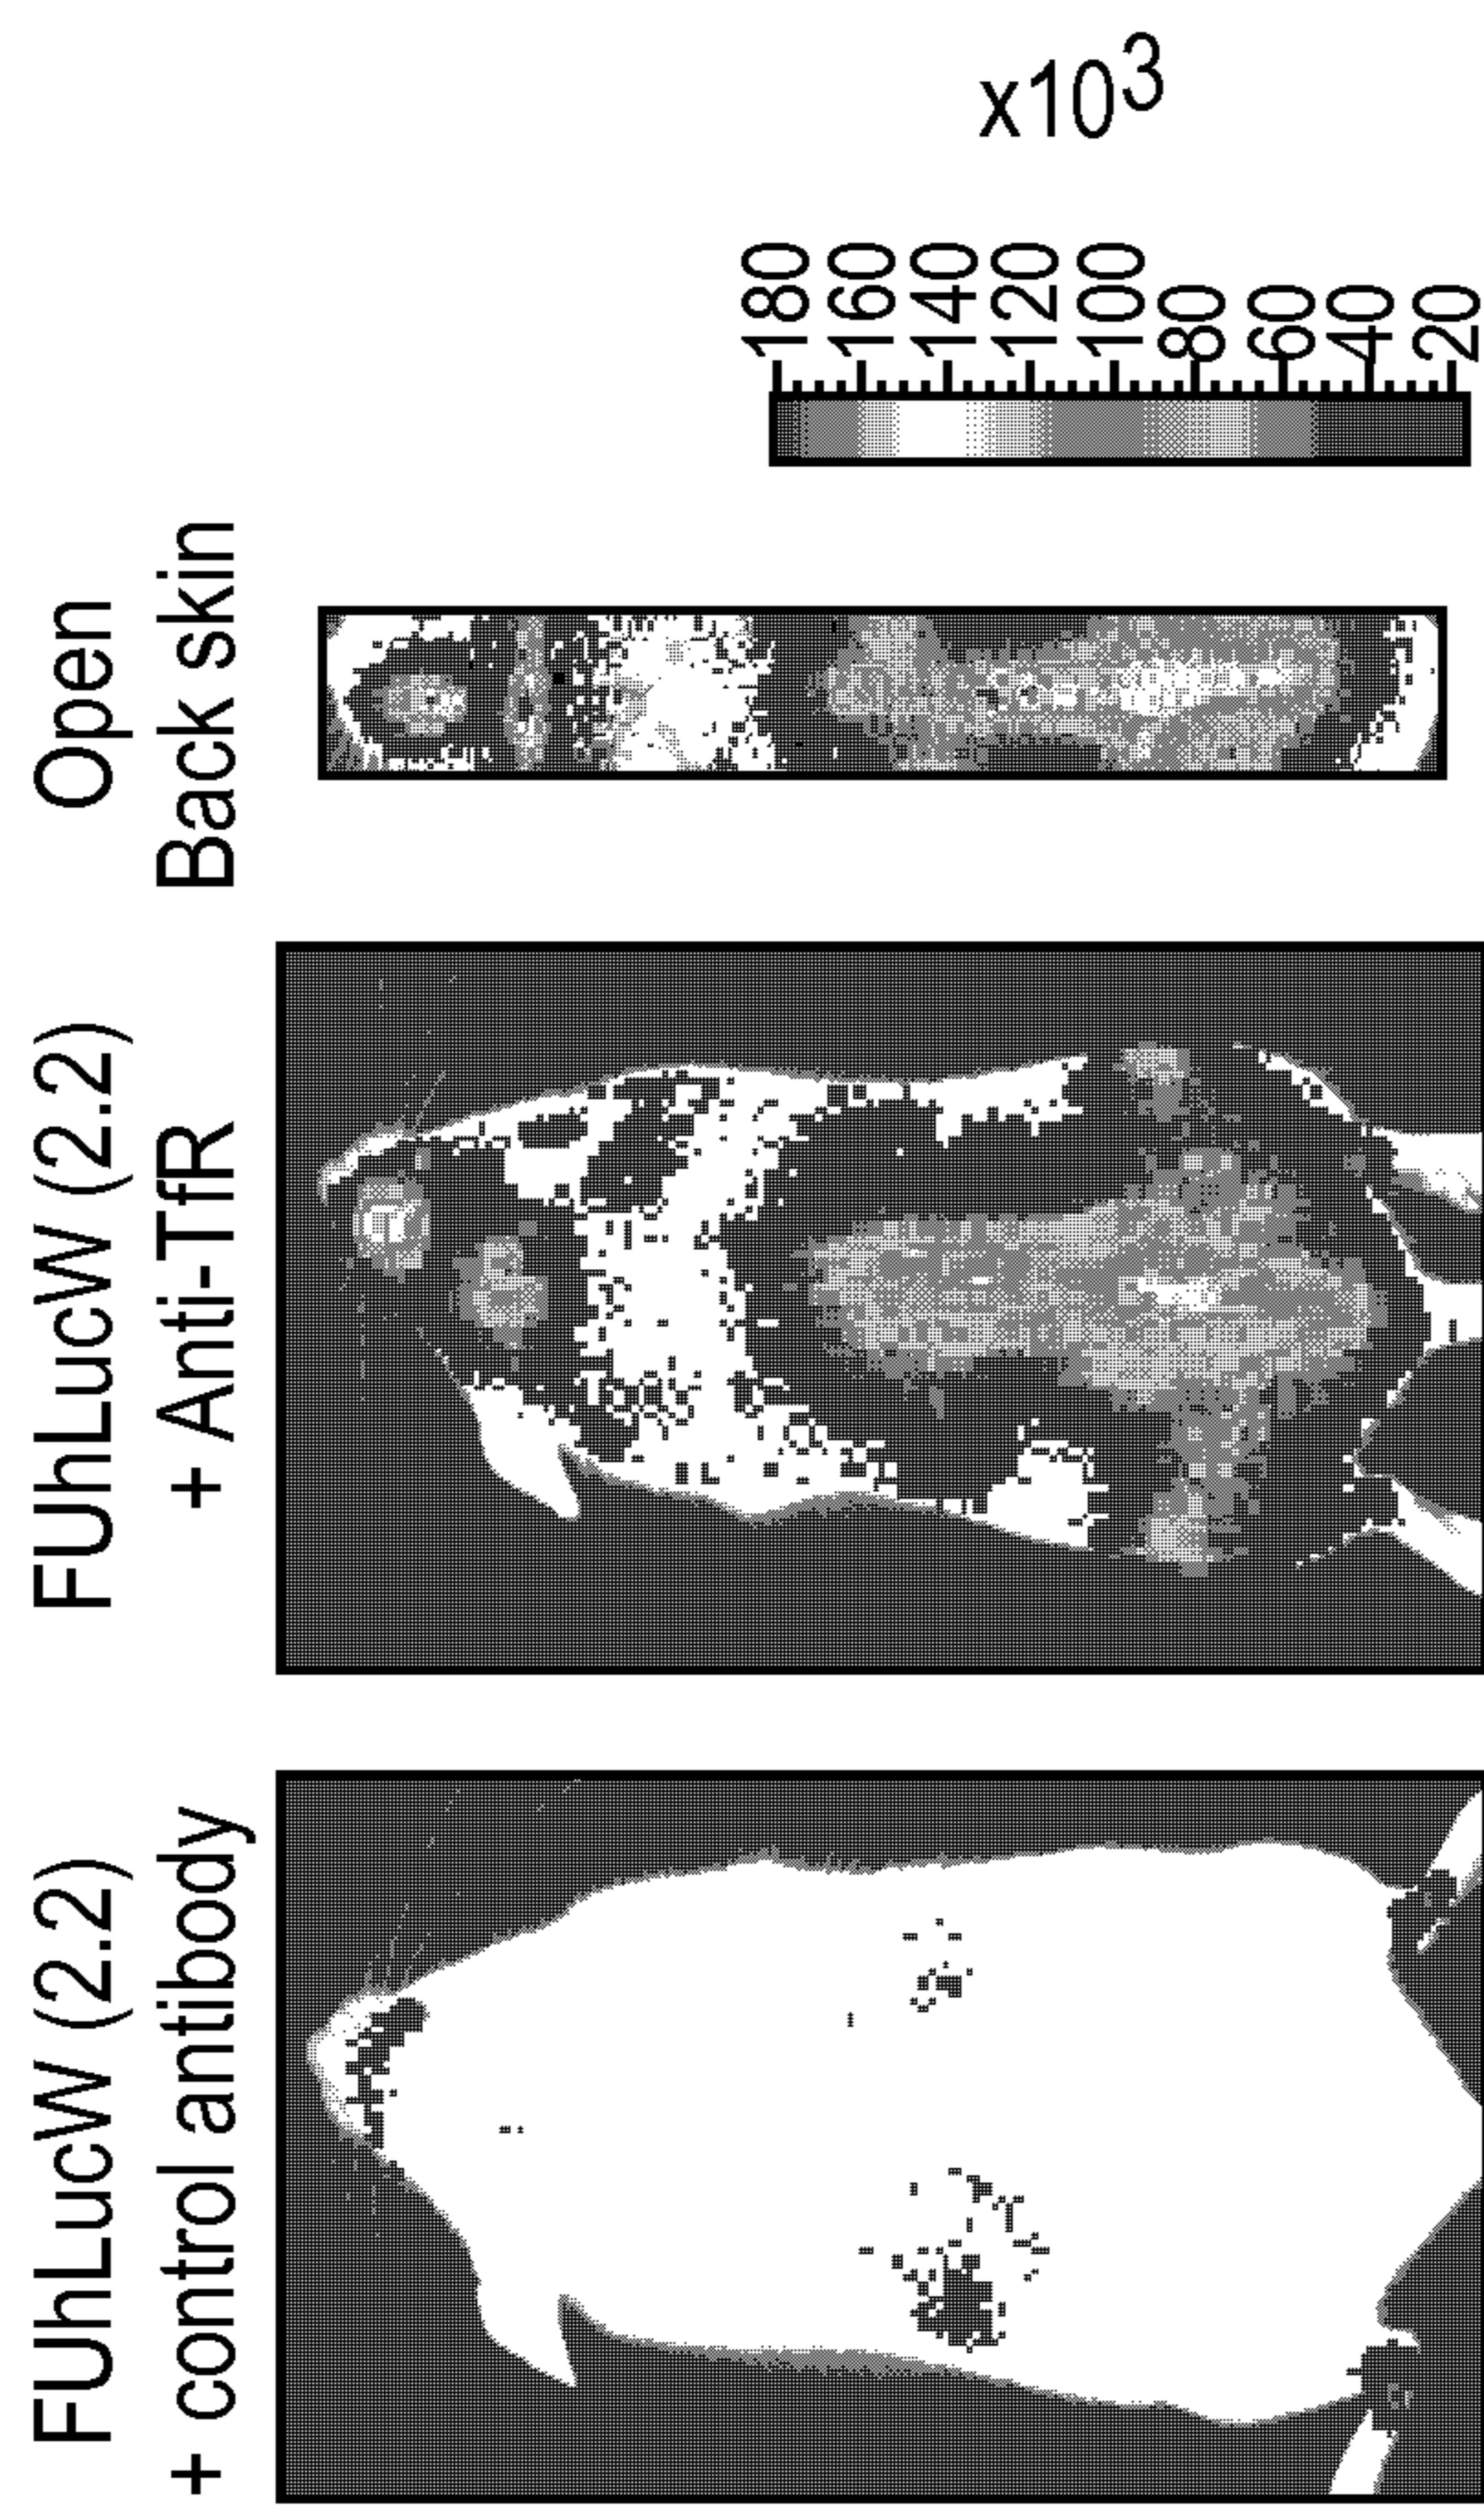 FUhLucW (2.2)
+ control antibody
FUhLucW (2.2)
+ Anti-TfR
Open
Back skin
180
160
140
120
100
80
60
40
20
x10³